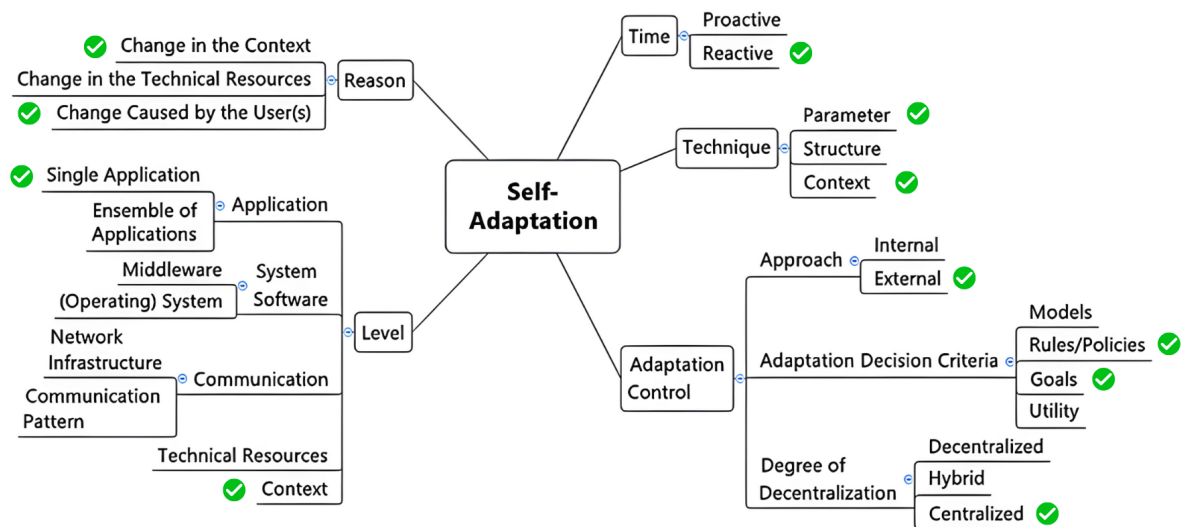 Self-
Adaptation
Reason
Change in the Context
Change in the Technical Resources
Change Caused by the User(s)
Time
Proactive
Reactive
Technique
Parameter
Structure
Context
Level
Application
Single Application
Ensemble of
Applications
System
Software
Middleware
(Operating) System
Communication
Network
Infrastructure
Communication
Pattern
Technical Resources
Context
Adaptation
Control
Approach
Internal
External
Adaptation Decision Criteria
Models
Rules/Policies
Goals
Utility
Degree of
Decentralization
Decentralized
Hybrid
Centralized